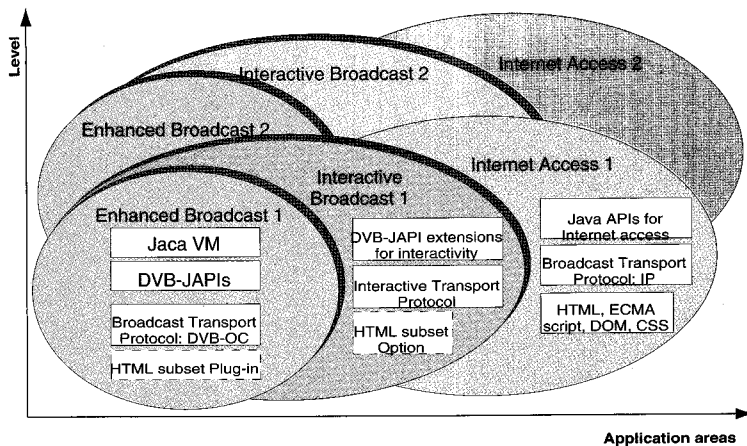 Level
Interactive Broadcast 2
Internet Access 2
Enhanced Broadcast 2
Internet Access 1
Interactive
Broadcast 1
Enhanced Broadcast 1
Jaca VM
DVB-JAPIs
Broadcast Transport
Protocol: DVB-OC
HTML subset Plug-in
DVB-JAPI extensions
for interactivity
Interactive Transport
Protocol
HTML subset
Option
Java APIs for
Internet access
Broadcast Transport
Protocol: IP
HTML, ECMA
script, DOM, CSS
Application areas